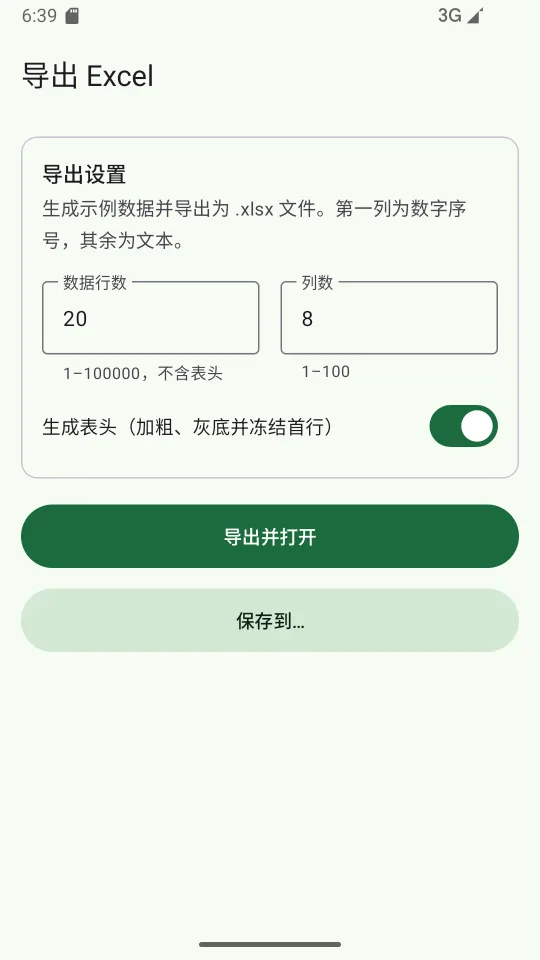 6:39
3G
导出 Excel
导出设置
生成示例数据并导出为 .xlsx 文件。第一列为数字序
号，其余为文本。
数据行数
列数
20
8
1–100000，不含表头
1–100
生成表头（加粗、灰底并冻结首行）
导出并打开
保存到…